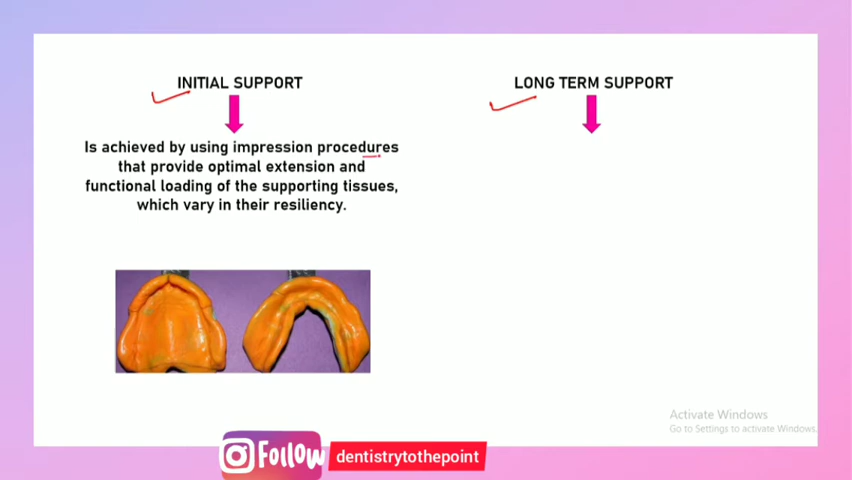 INITIAL SUPPORT
Is achieved by using impression procedures
that provide optimal extension and
functional loading of the supporting tissues,
which vary in their resiliency.
LONG TERM SUPPORT
Activate Windows
Go to Settings to activate Windows.
Follow
dentistrytothepoint